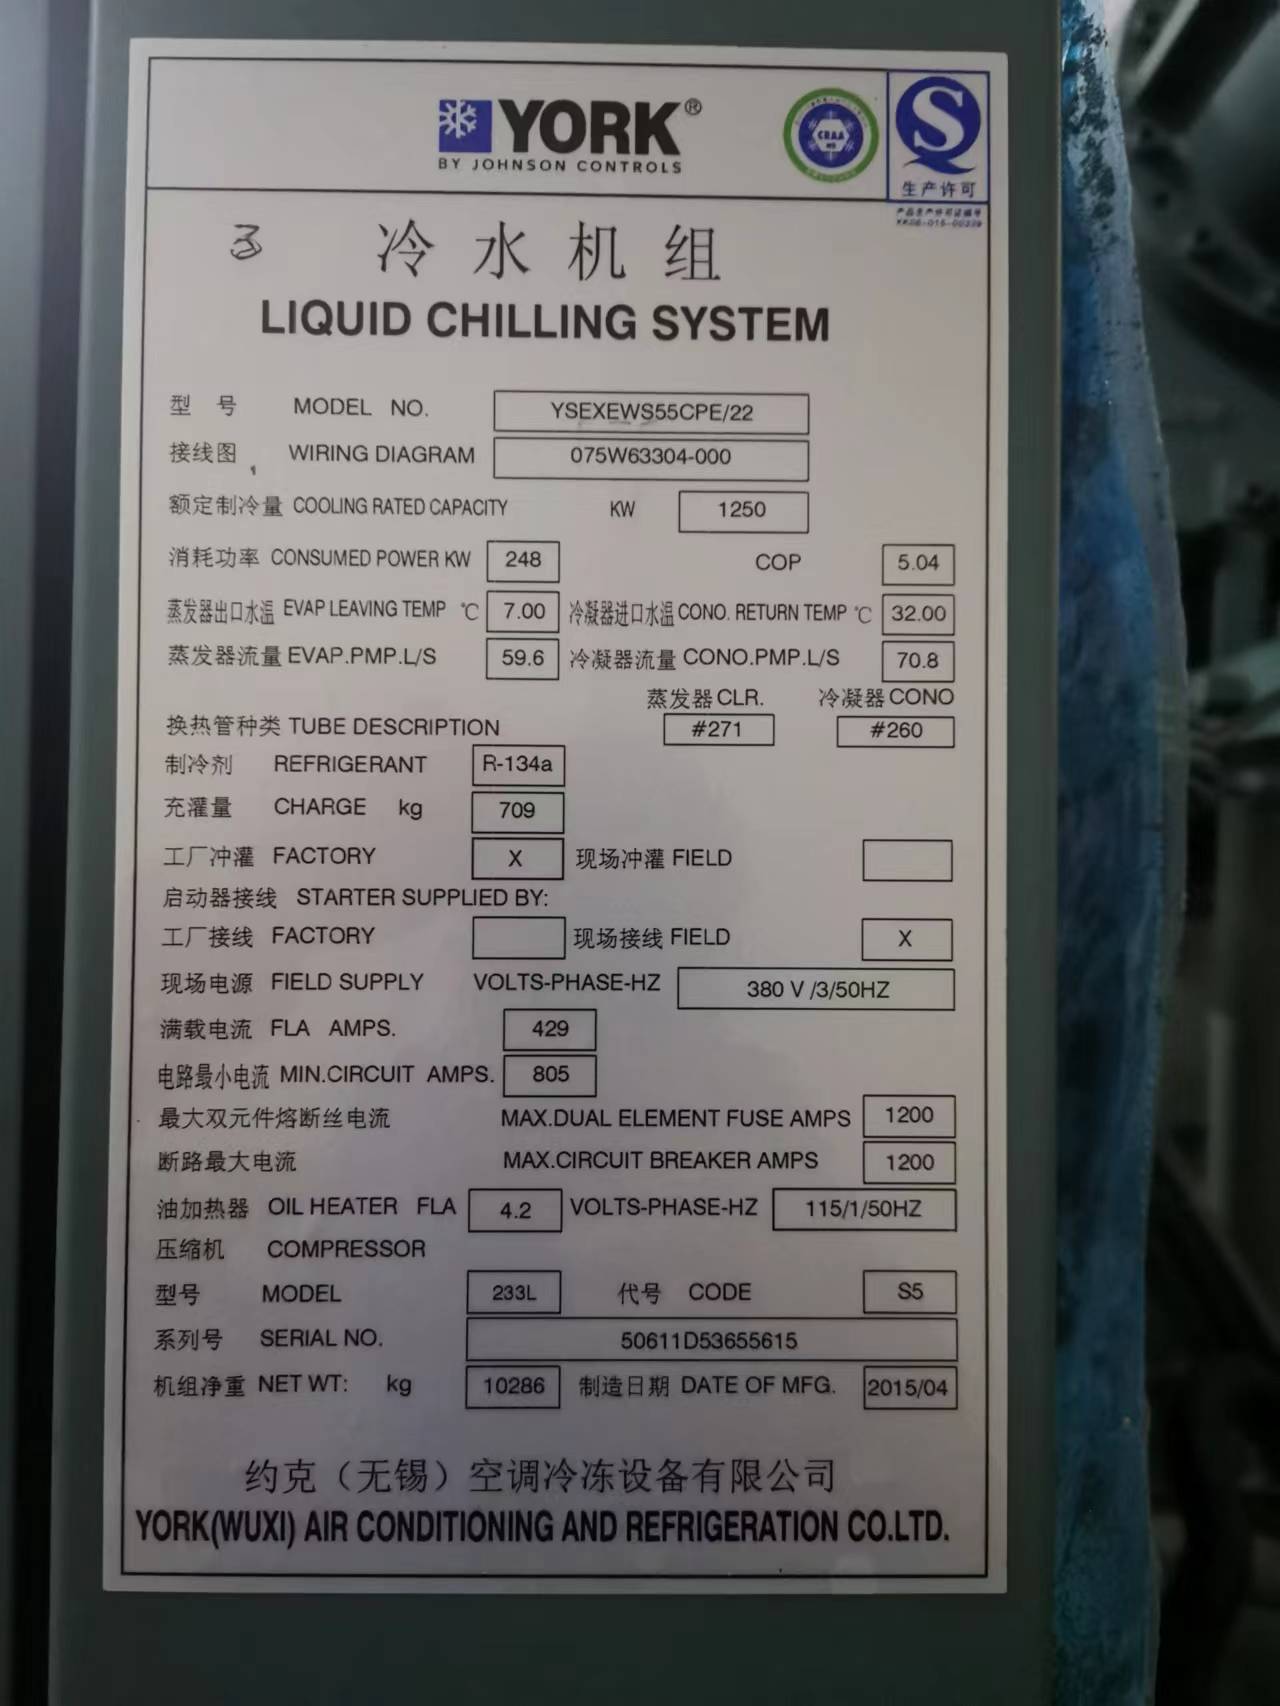 YORK®
BY JOHNSON CONTROLS
CRAA
S
生产许可
产品生产许可证编号
3 冷水机组
LIQUID CHILLING SYSTEM
型 号 MODEL NO. YSEXEWS55CPE/22
接线图 WIRING DIAGRAM 075W63304-000
额定制冷量 COOLING RATED CAPACITY KW 1250
消耗功率 CONSUMED POWER KW 248 COP 5.04
蒸发器出口水温 EVAP LEAVING TEMP ℃ 7.00 冷凝器进口水温 CONO. RETURN TEMP ℃ 32.00
蒸发器流量 EVAP.PMP.L/S 59.6 冷凝器流量 CONO.PMP.L/S 70.8
蒸发器 CLR. 冷凝器 CONO
换热管种类 TUBE DESCRIPTION #271 #260
制冷剂 REFRIGERANT R-134a
充灌量 CHARGE kg 709
工厂冲灌 FACTORY X 现场冲灌 FIELD
启动器接线 STARTER SUPPLIED BY:
工厂接线 FACTORY 现场接线 FIELD X
现场电源 FIELD SUPPLY VOLTS-PHASE-HZ 380 V /3/50HZ
满载电流 FLA AMPS. 429
电路最小电流 MIN.CIRCUIT AMPS. 805
最大双元件熔断丝电流 MAX.DUAL ELEMENT FUSE AMPS 1200
断路最大电流 MAX.CIRCUIT BREAKER AMPS 1200
油加热器 OIL HEATER FLA 4.2 VOLTS-PHASE-HZ 115/1/50HZ
压缩机 COMPRESSOR
型号 MODEL 233L 代号 CODE S5
系列号 SERIAL NO. 50611D53655615
机组净重 NET WT: kg 10286 制造日期 DATE OF MFG. 2015/04
约克（无锡）空调冷冻设备有限公司
YORK(WUXI) AIR CONDITIONING AND REFRIGERATION CO.LTD.